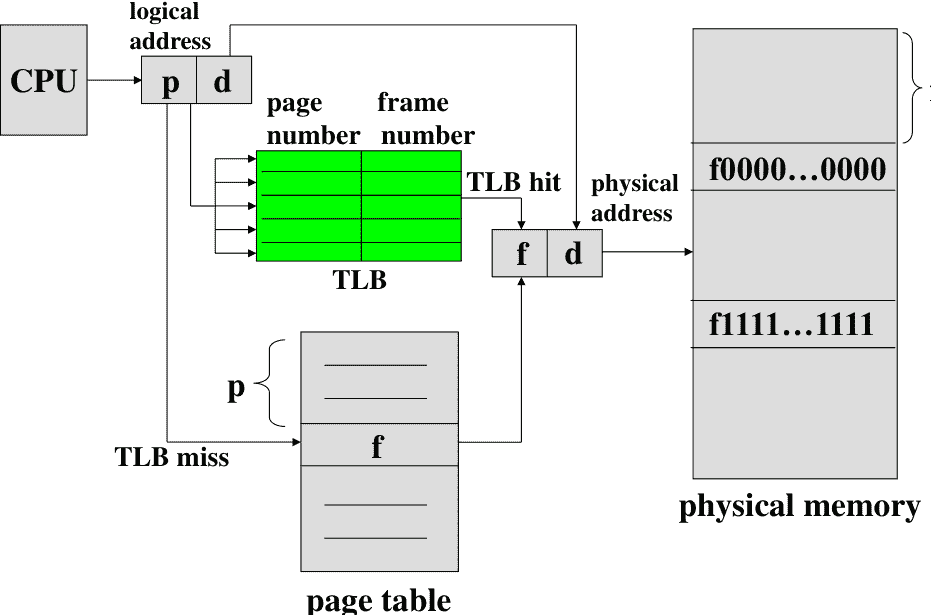 logical
address
CPU
p d
page frame
number number
TLB hit
physical
address
f0000…0000
f d
TLB
f1111…1111
p
f
TLB miss
physical memory
page table